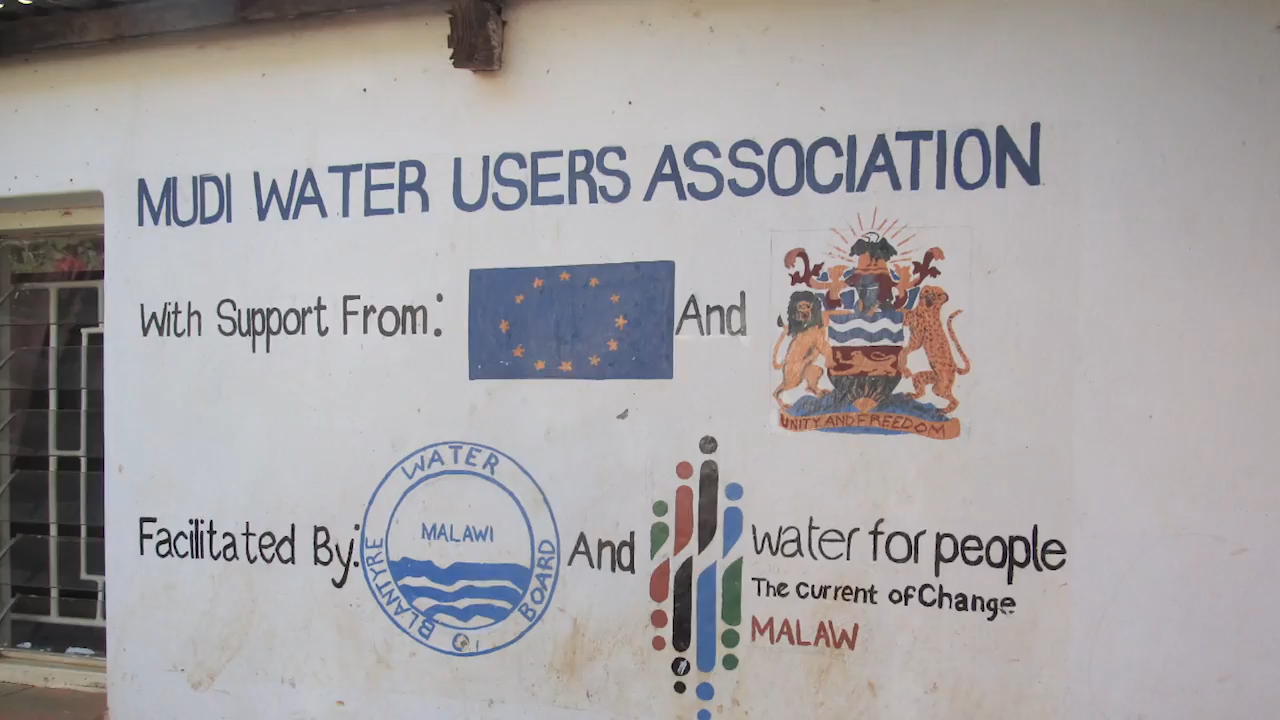 MUDI WATER USERS ASSOCIATION
With Support From: And
UNITY AND FREEDOM
Facilitated By: BLANTYRE WATER BOARD
MALAWI
And
water for people
The current of Change
MALAW